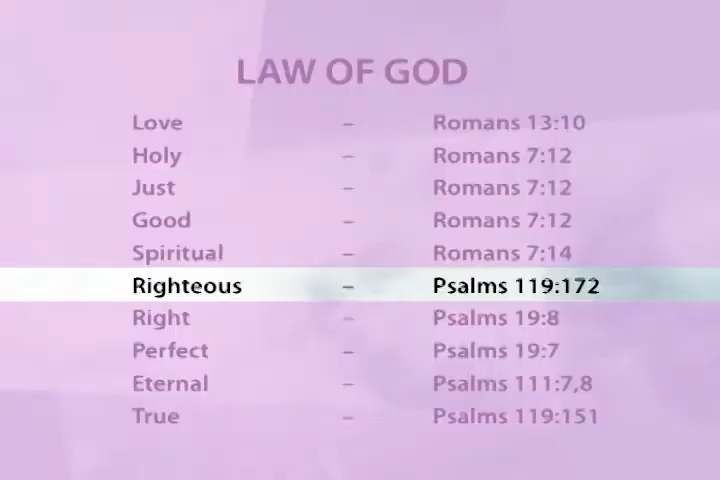 LAW OF GOD
Love – Romans 13:10
Holy – Romans 7:12
Just – Romans 7:12
Good – Romans 7:12
Spiritual – Romans 7:14
Righteous – Psalms 119:172
Right – Psalms 19:8
Perfect – Psalms 19:7
Eternal – Psalms 111:7,8
True – Psalms 119:151